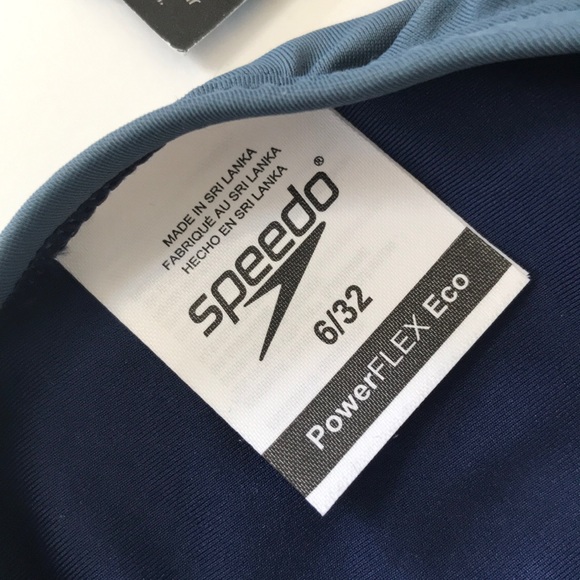 MADE IN SRI LANKA
FABRIQUÉ AU SRI LANKA
HECHO EN SRI LANKA
speedo®
6/32
PowerFLEX Eco